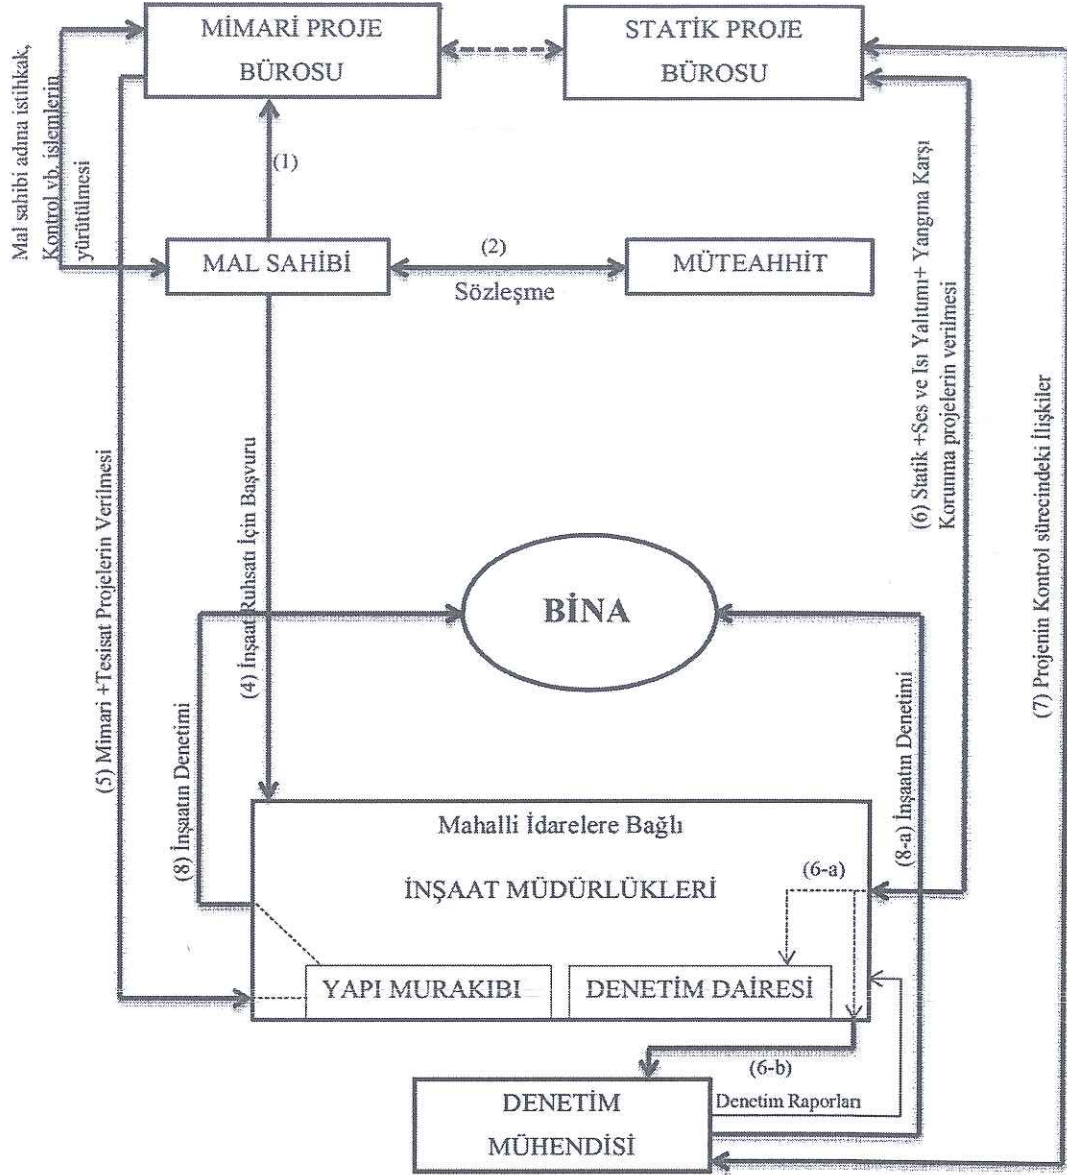 MİMARİ PROJE
BÜROSU
STATİK PROJE
BÜROSU
Mal sahibi adına istihkak,
Kontrol vb. işlemlerin
yürütülmesi
(1)
MAL SAHİBİ
(2)
Sözleşme
MÜTEAHHİT
(6) Statik +Ses ve Isı Yalıtımı+ Yangına Karşı
Korunma projelerin verilmesi
(7) Projenin Kontrol sürecindeki İlişkiler
(5) Mimari +Tesisat Projelerin Verilmesi
(4) İnşaat Ruhsatı İçin Başvuru
BİNA
(8) İnşaatın Denetimi
(8-a) İnşaatın Denetimi
Mahalli İdarelere Bağlı
İNŞAAT MÜDÜRLÜKLERİ
(6-a)
YAPI MURAKIBI
DENETİM DAİRESİ
(6-b)
DENETİM
MÜHENDİSİ
Denetim Raporları